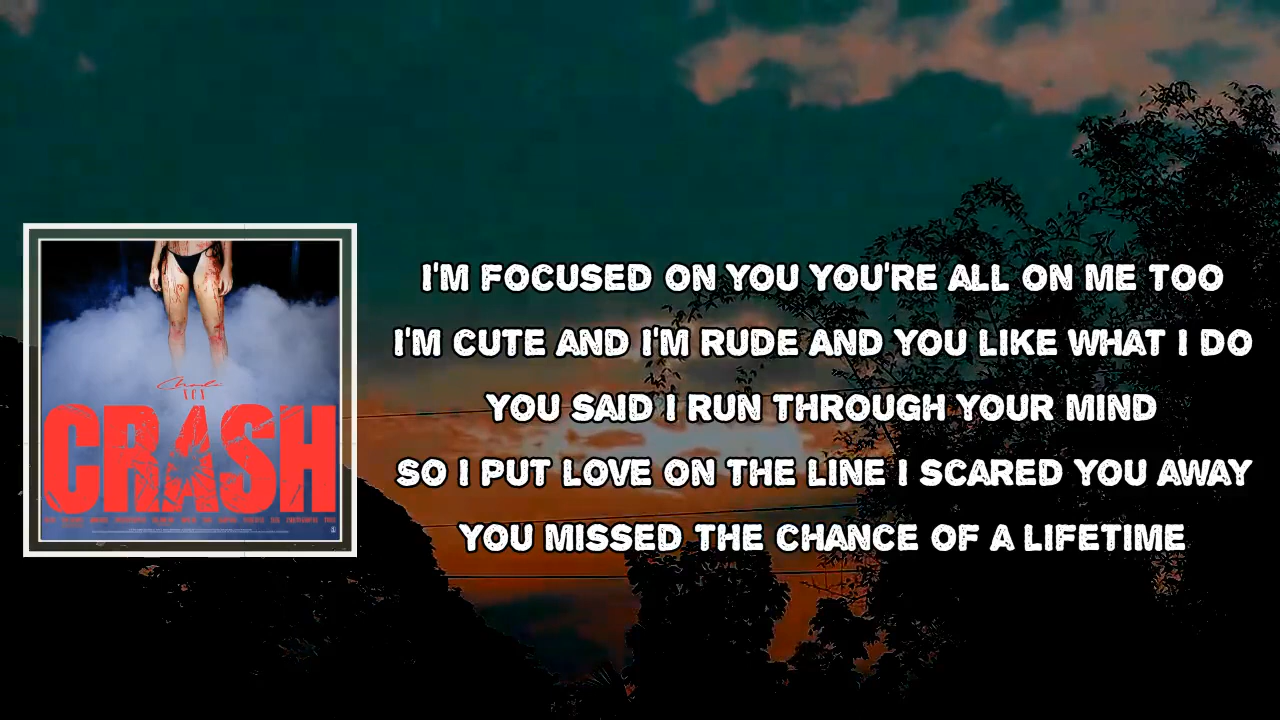 Charli
XCX
CRASH
I'M FOCUSED ON YOU YOU'RE ALL ON ME TOO
I'M CUTE AND I'M RUDE AND YOU LIKE WHAT I DO
YOU SAID I RUN THROUGH YOUR MIND
SO I PUT LOVE ON THE LINE I SCARED YOU AWAY
YOU MISSED THE CHANCE OF A LIFETIME